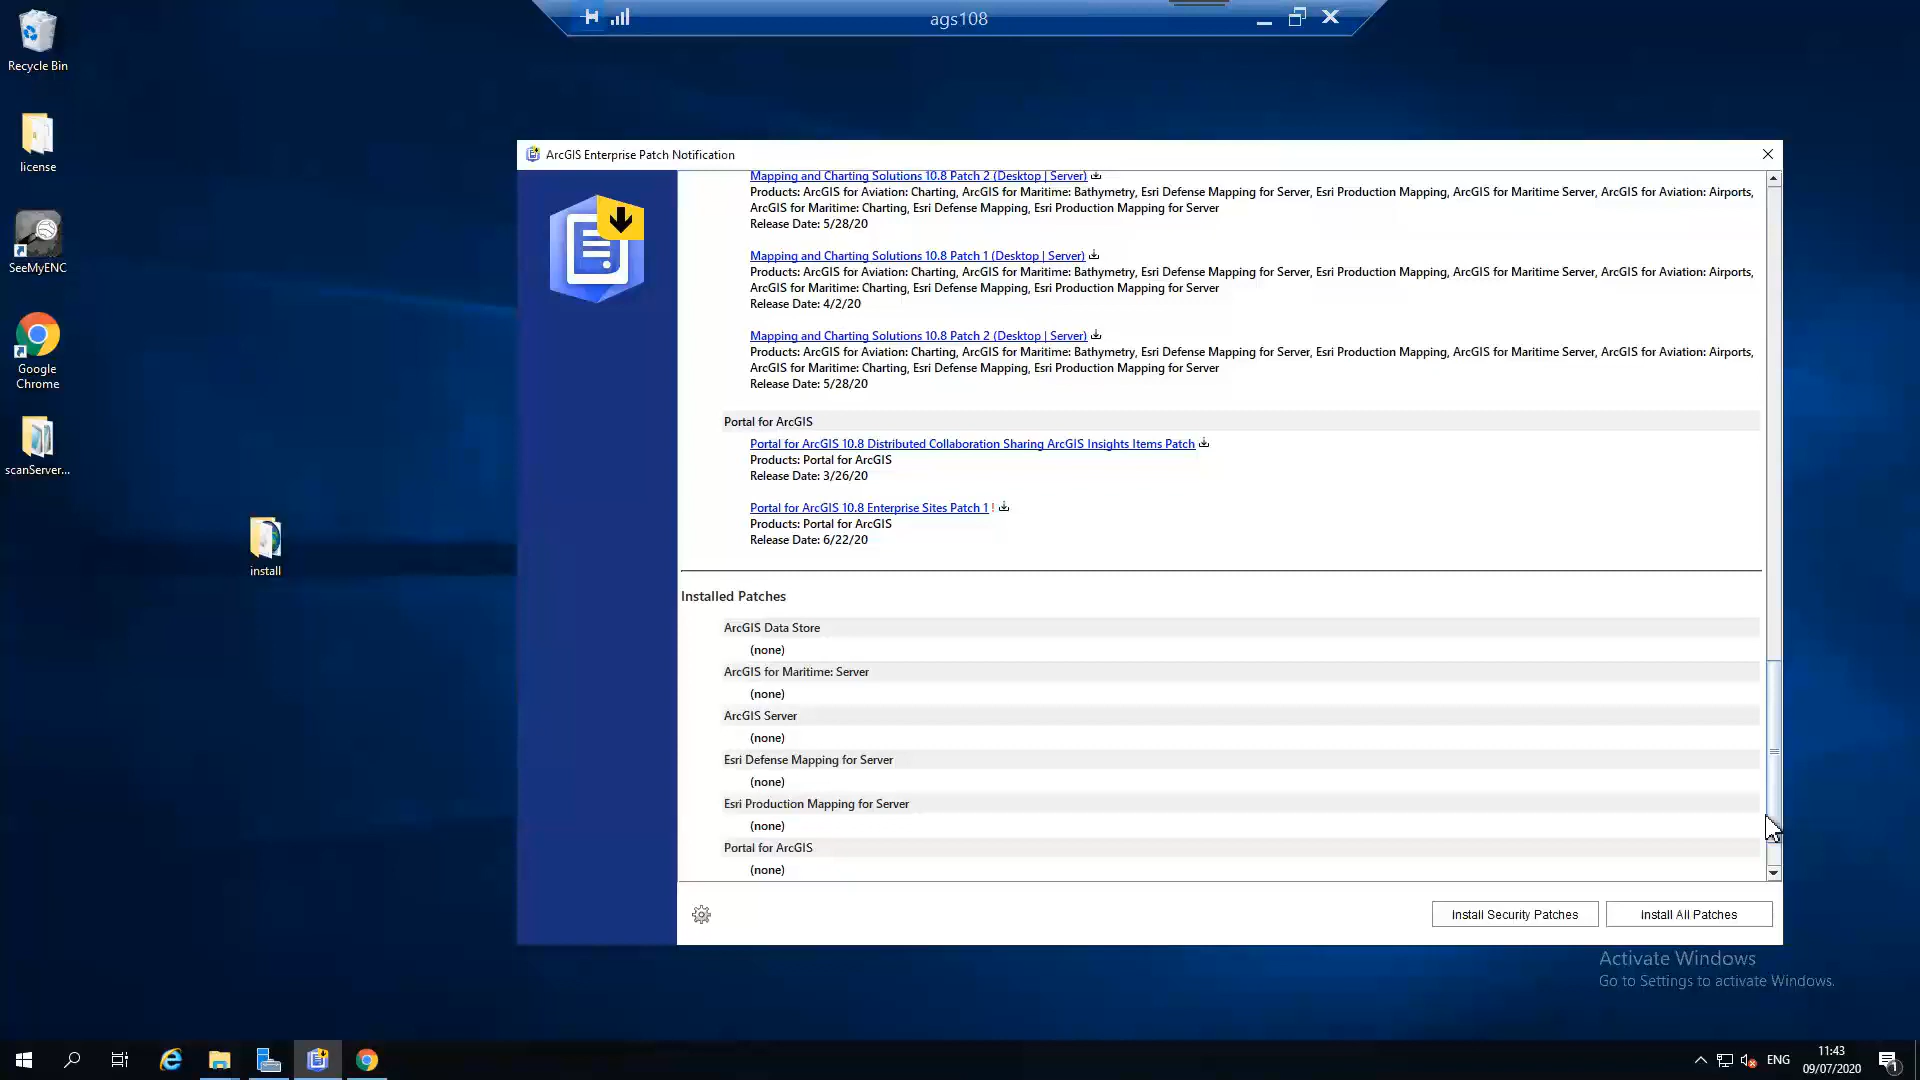 ags108
Recycle Bin
license
SeeMyENC
Google
Chrome
scanServer...
install
ArcGIS Enterprise Patch Notification
Mapping and Charting Solutions 10.8 Patch 2 (Desktop | Server)
Products: ArcGIS for Aviation: Charting, ArcGIS for Maritime: Bathymetry, Esri Defense Mapping for Server, Esri Production Mapping, ArcGIS for Maritime Server, ArcGIS for Aviation: Airports,
ArcGIS for Maritime: Charting, Esri Defense Mapping, Esri Production Mapping for Server
Release Date: 5/28/20
Mapping and Charting Solutions 10.8 Patch 1 (Desktop | Server)
Products: ArcGIS for Aviation: Charting, ArcGIS for Maritime: Bathymetry, Esri Defense Mapping for Server, Esri Production Mapping, ArcGIS for Maritime Server, ArcGIS for Aviation: Airports,
ArcGIS for Maritime: Charting, Esri Defense Mapping, Esri Production Mapping for Server
Release Date: 4/2/20
Mapping and Charting Solutions 10.8 Patch 2 (Desktop | Server)
Products: ArcGIS for Aviation: Charting, ArcGIS for Maritime: Bathymetry, Esri Defense Mapping for Server, Esri Production Mapping, ArcGIS for Maritime Server, ArcGIS for Aviation: Airports,
ArcGIS for Maritime: Charting, Esri Defense Mapping, Esri Production Mapping for Server
Release Date: 5/28/20
Portal for ArcGIS
Portal for ArcGIS 10.8 Distributed Collaboration Sharing ArcGIS Insights Items Patch
Products: Portal for ArcGIS
Release Date: 3/26/20
Portal for ArcGIS 10.8 Enterprise Sites Patch 1 !
Products: Portal for ArcGIS
Release Date: 6/22/20
Installed Patches
ArcGIS Data Store
(none)
ArcGIS for Maritime: Server
(none)
ArcGIS Server
(none)
Esri Defense Mapping for Server
(none)
Esri Production Mapping for Server
(none)
Portal for ArcGIS
(none)
Install Security Patches
Install All Patches
Activate Windows
Go to Settings to activate Windows.
ENG
11:43
09/07/2020
1